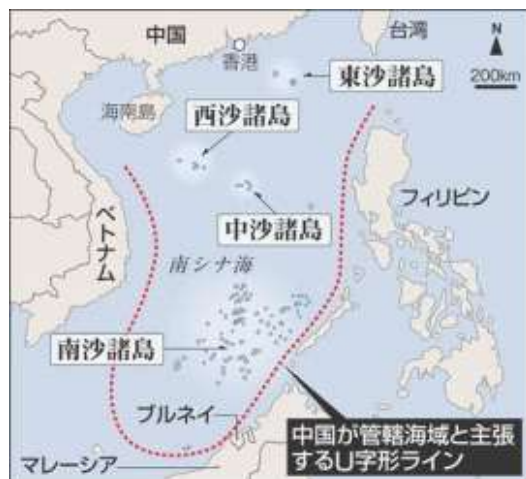 中国
台湾
香港
N
200km
東沙諸島
海南島
西沙諸島
フィリピン
ベトナム
中沙諸島
南シナ海
南沙諸島
ブルネイ
マレーシア
中国が管轄海域と主張
するU字形ライン